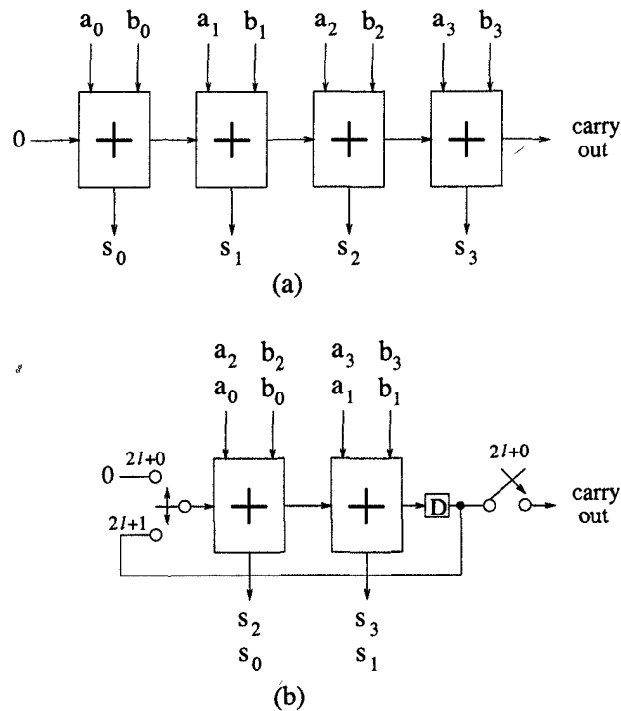 a0 b0 a1 b1 a2 b2 a3 b3
0 + + + + carry out
s0 s1 s2 s3
(a)
a2 b2 a3 b3
a0 b0 a1 b1
0 2l+0 2l+0
2l+1 + + D carry out
s2 s3
s0 s1
(b)